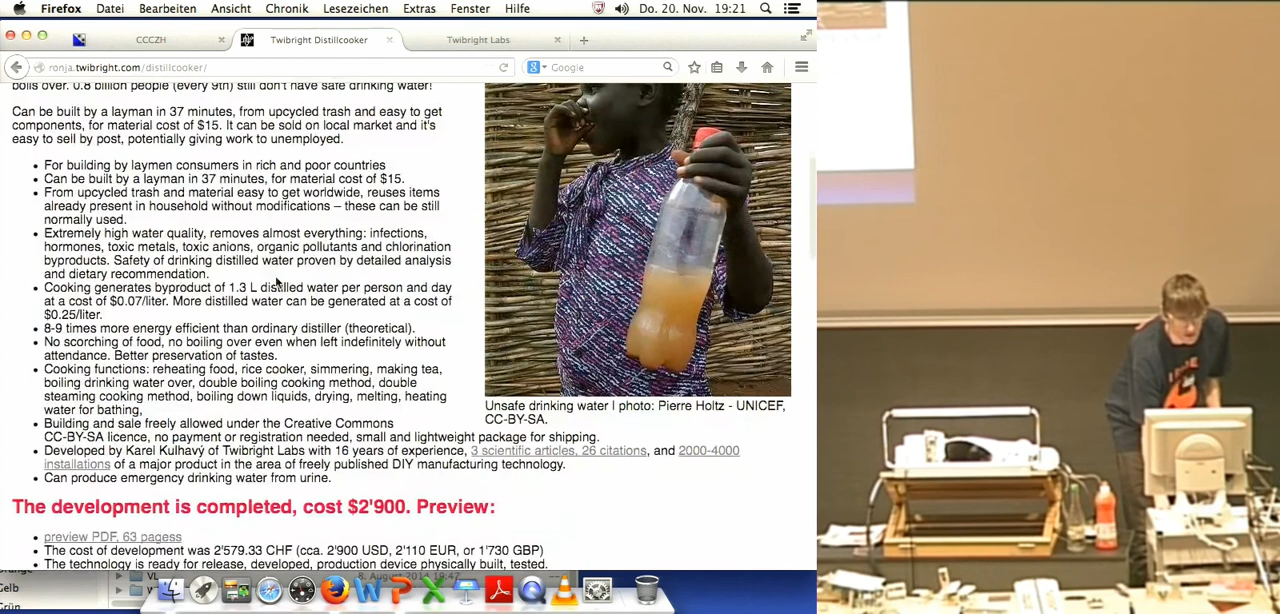 Firefox Datei Bearbeiten Ansicht Chronik Lesezeichen Extras Fenster Hilfe Do. 20. Nov. 19:21
CCCZH Twibright Distillcooker Twibright Labs
ronja.twibright.com/distillcooker/ Google
boils over. 0.8 billion people (every 9th) still don't have safe drinking water!
Can be built by a layman in 37 minutes, from upcycled trash and easy to get
components, for material cost of $15. It can be sold on local market and it's
easy to sell by post, potentially giving work to unemployed.
For building by laymen consumers in rich and poor countries
Can be built by a layman in 37 minutes, for material cost of $15.
From upcycled trash and material easy to get worldwide, reuses items
already present in household without modifications – these can be still
normally used.
Extremely high water quality, removes almost everything: infections,
hormones, toxic metals, toxic anions, organic pollutants and chlorination
byproducts. Safety of drinking distilled water proven by detailed analysis
and dietary recommendation.
Cooking generates byproduct of 1.3 L distilled water per person and day
at a cost of $0.07/liter. More distilled water can be generated at a cost of
$0.25/liter.
8-9 times more energy efficient than ordinary distiller (theoretical).
No scorching of food, no boiling over even when left indefinitely without
attendance. Better preservation of tastes.
Cooking functions: reheating food, rice cooker, simmering, making tea,
boiling drinking water over, double boiling cooking method, double
steaming cooking method, boiling down liquids, drying, melting, heating
water for bathing,
Building and sale freely allowed under the Creative Commons
CC-BY-SA licence, no payment or registration needed, small and lightweight package for shipping.
Developed by Karel Kulhavý of Twibright Labs with 16 years of experience, 3 scientific articles, 26 citations, and 2000-4000
installations of a major product in the area of freely published DIY manufacturing technology.
Can produce emergency drinking water from urine.
Unsafe drinking water | photo: Pierre Holtz - UNICEF,
CC-BY-SA.
The development is completed, cost $2'900. Preview:
preview PDF, 63 pagess
The cost of development was 2'579.33 CHF (cca. 2'900 USD, 2'110 EUR, or 1'730 GBP)
The technology is ready for release, developed, production device physically built, tested.
Gelb
Grün